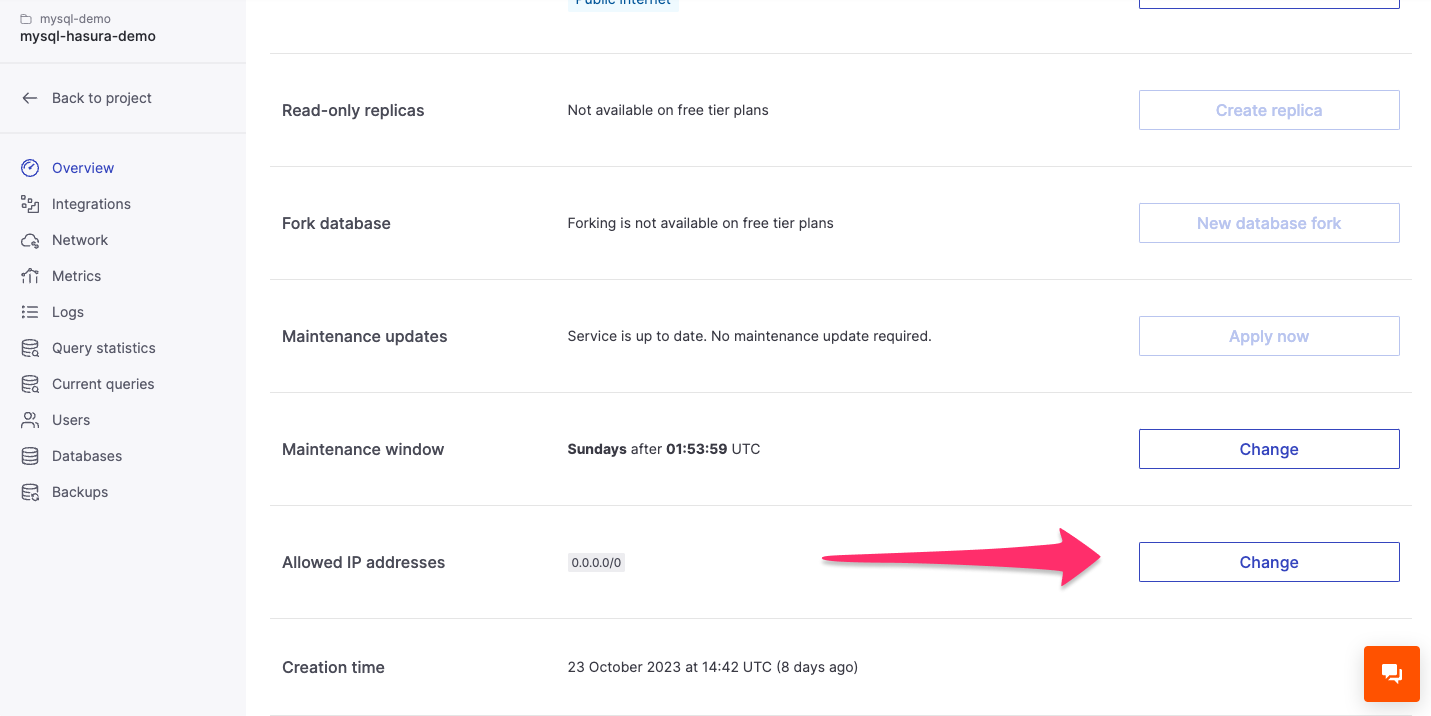 mysql-demo
mysql-hasura-demo
Back to project
Overview
Integrations
Network
Metrics
Logs
Query statistics
Current queries
Users
Databases
Backups
Public Internet
Read-only replicas
Not available on free tier plans
Create replica
Fork database
Forking is not available on free tier plans
New database fork
Maintenance updates
Service is up to date. No maintenance update required.
Apply now
Maintenance window
Sundays after 01:53:59 UTC
Change
Allowed IP addresses
0.0.0.0/0
Change
Creation time
23 October 2023 at 14:42 UTC (8 days ago)